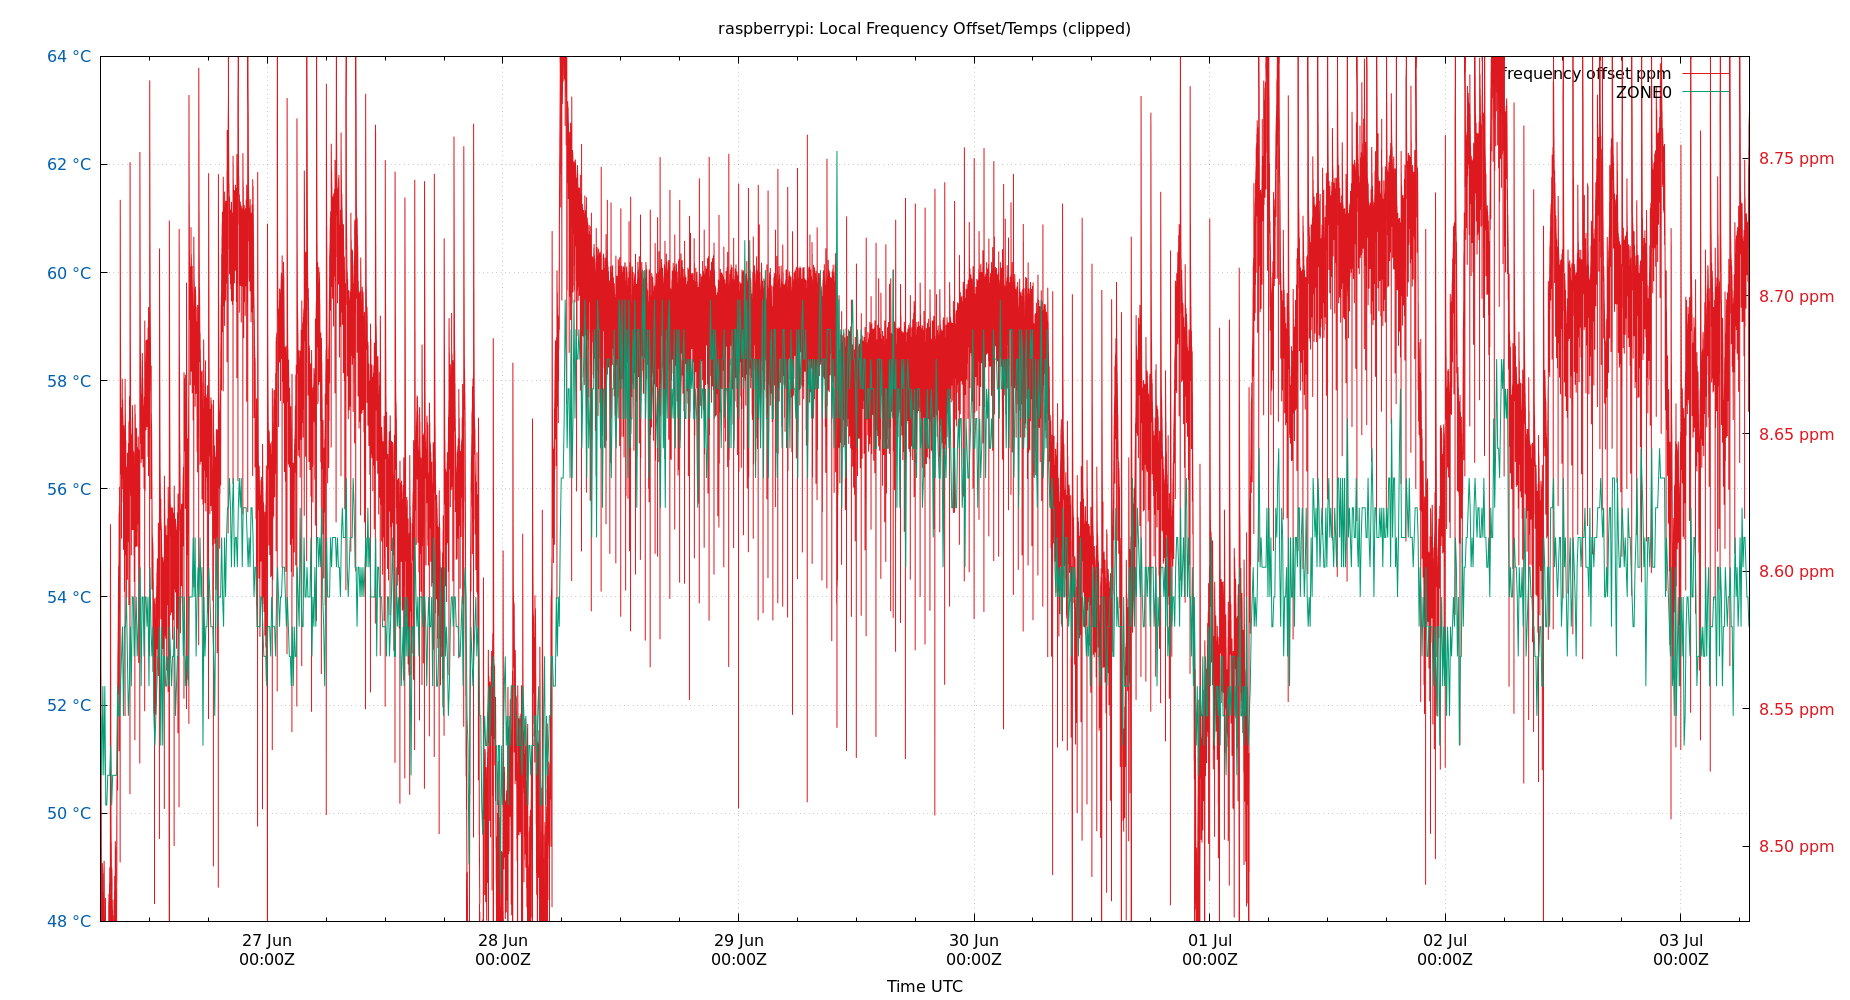 raspberrypi: Local Frequency Offset/Temps (clipped)
64 °C
62 °C
60 °C
58 °C
56 °C
54 °C
52 °C
50 °C
48 °C
frequency offset ppm
ZONE0
8.75 ppm
8.70 ppm
8.65 ppm
8.60 ppm
8.55 ppm
8.50 ppm
27 Jun
00:00Z
28 Jun
00:00Z
29 Jun
00:00Z
30 Jun
00:00Z
01 Jul
00:00Z
02 Jul
00:00Z
03 Jul
00:00Z
Time UTC